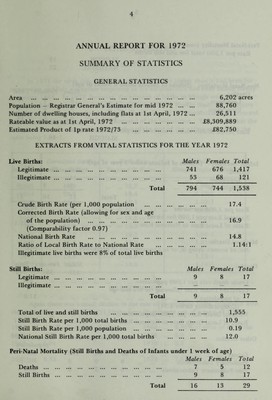 4
ANNUAL REPORT FOR 1972
SUMMARY OF STATISTICS
GENERAL STATISTICS
Area ... 6,202 acres
Population – Registrar General's Estimate for mid 1972 ... 88,760
Number of dwelling houses, including flats at 1st April, 1972 ... 26,511
Rateable value as at 1st April, 1972 ... £8,509,889
Estimated Product of 1p rate 1972/73 ... £82,750
EXTRACTS FROM VITAL STATISTICS FOR THE YEAR 1972
Live Births: Males Females Total
Legitimate ... 741 676 1,417
Illegitimate ... 53 68 121
Total 794 744 1,538
Crude Birth Rate (per 1,000 population ... 17.4
Corrected Birth Rate (allowing for sex and age
of the population) ... 16.9
(Comparability factor 0.97)
National Birth Rate ... 14.8
Ratio of Local Birth Rate to National Rate ... 1.14:1
Illegitimate live births were 8% of total live births
Still Births: Males Females Total
Legitimate ... 9 8 17
Illegitimate ... – – –
Total 9 8 17
Total of live and still births ... 1,555
Still Birth Rate per 1,000 total births ... 10.9
Still Birth Rate per 1,000 population ... 0.19
National Still Birth Rate per 1,000 total births ... 12.0
Peri-Natal Mortality (Still Births and Deaths of Infants under 1 week of age)
Males Females Total
Deaths ... 7 5 12
Still Births ... 9 8 17
Total 16 13 29